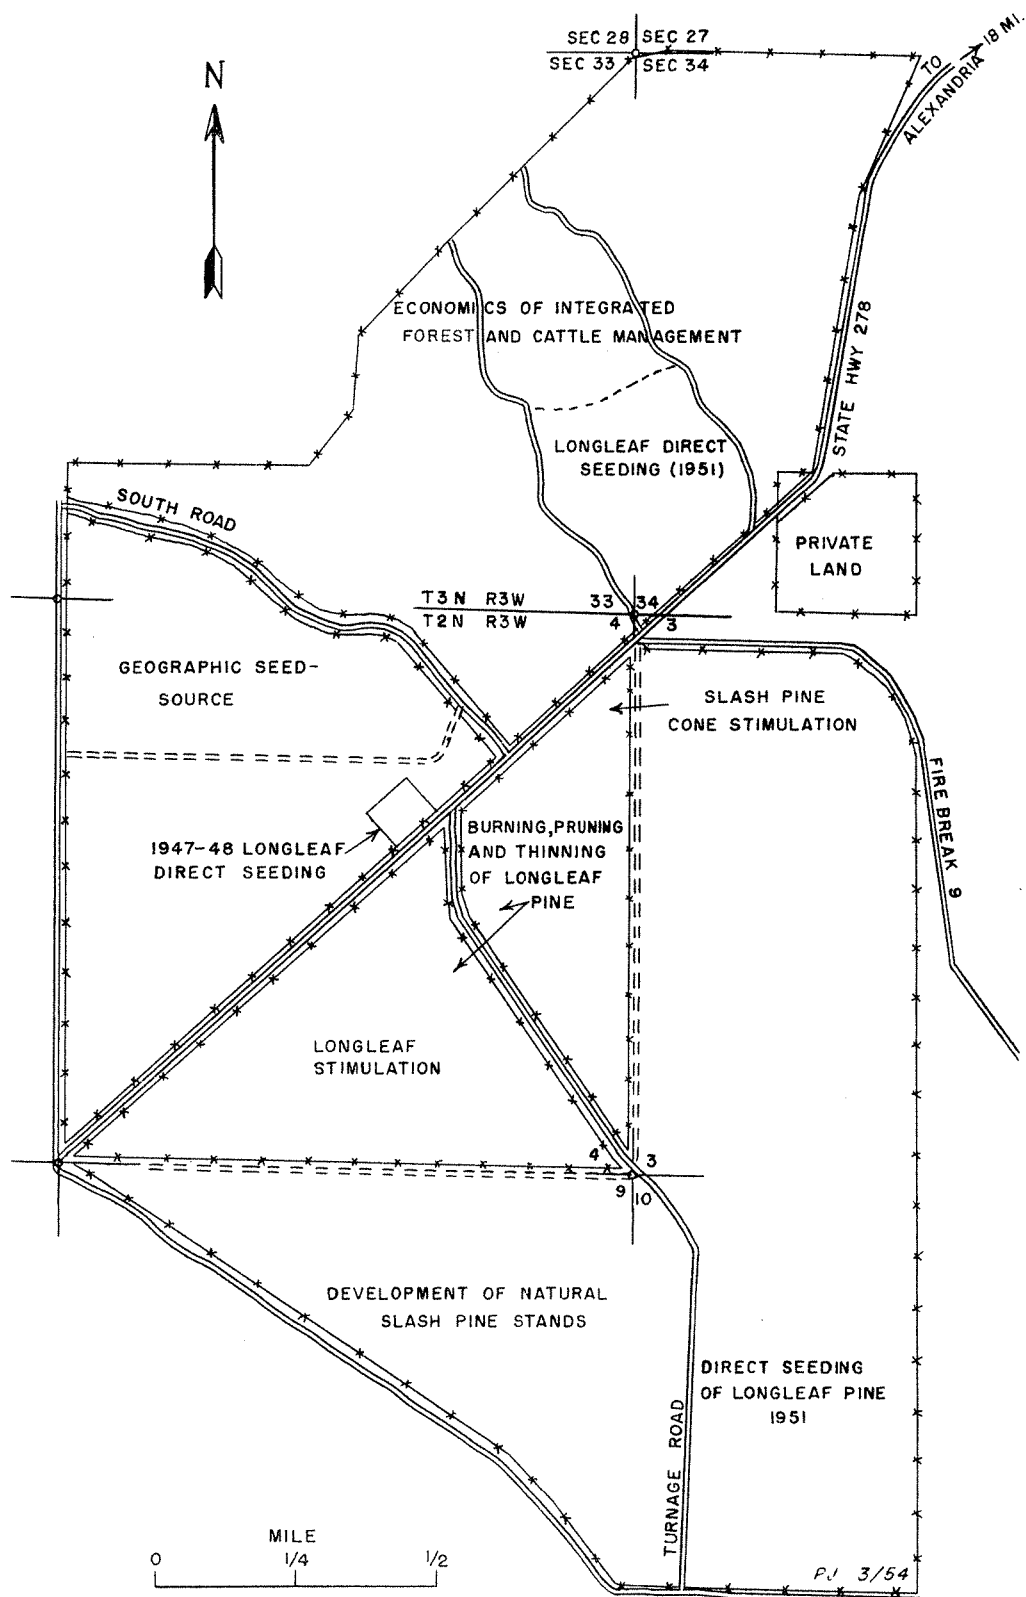 SEC 28 SEC 27
SEC 33 SEC 34
TO
ALEXANDRIA
18 MI.
N
ECONOMICS OF INTEGRATED
FOREST AND CATTLE MANAGEMENT
STATE HWY 278
LONGLEAF DIRECT
SEEDING (1951)
SOUTH ROAD
PRIVATE
LAND
T3N R3W 33 34
T2N R3W 4 3
GEOGRAPHIC SEED-
SOURCE
SLASH PINE
CONE STIMULATION
FIRE BREAK 9
1947-48 LONGLEAF
DIRECT SEEDING
BURNING, PRUNING
AND THINNING
OF LONGLEAF
PINE
LONGLEAF
STIMULATION
4 3
9 10
DEVELOPMENT OF NATURAL
SLASH PINE STANDS
DIRECT SEEDING
OF LONGLEAF PINE
1951
TURNAGE ROAD
MILE
0 1/4 1/2
PJ 3/54